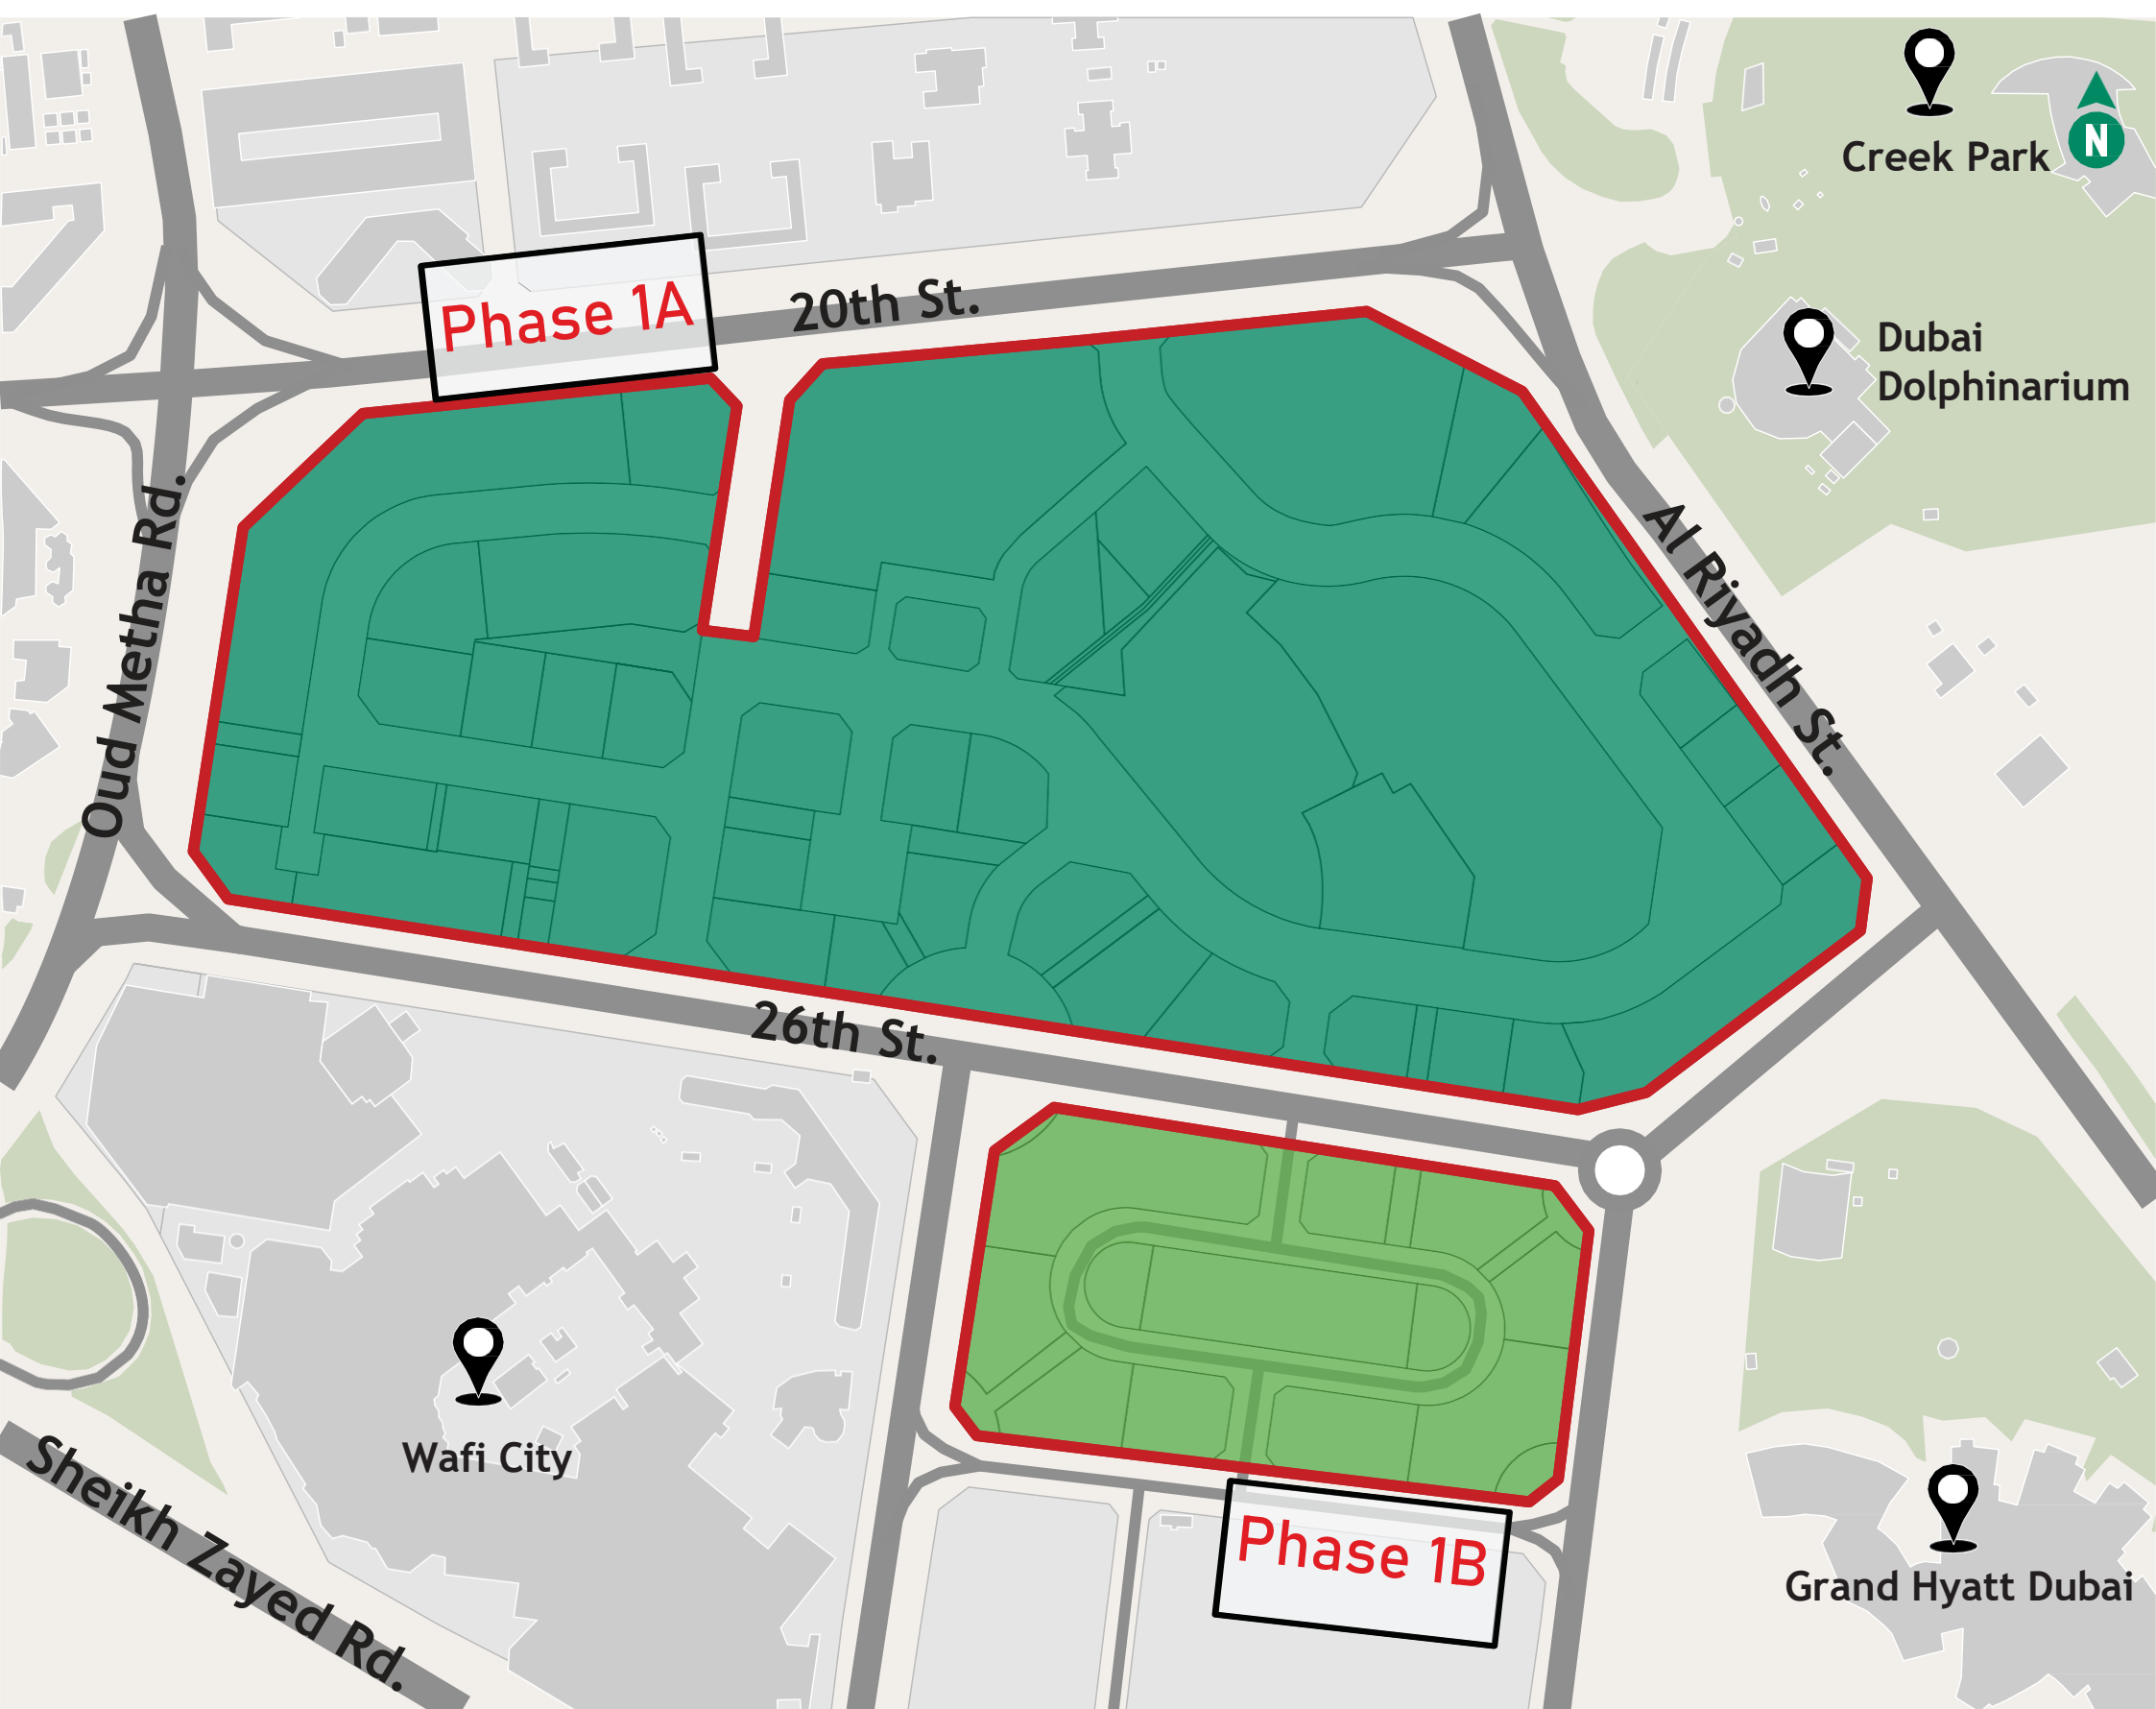 Creek Park
N
Phase 1A
20th St.
Dubai
Dolphinarium
Oud Metha Rd.
Al Riyadh St.
26th St.
Wafi City
Sheikh Zayed Rd.
Phase 1B
Grand Hyatt Dubai